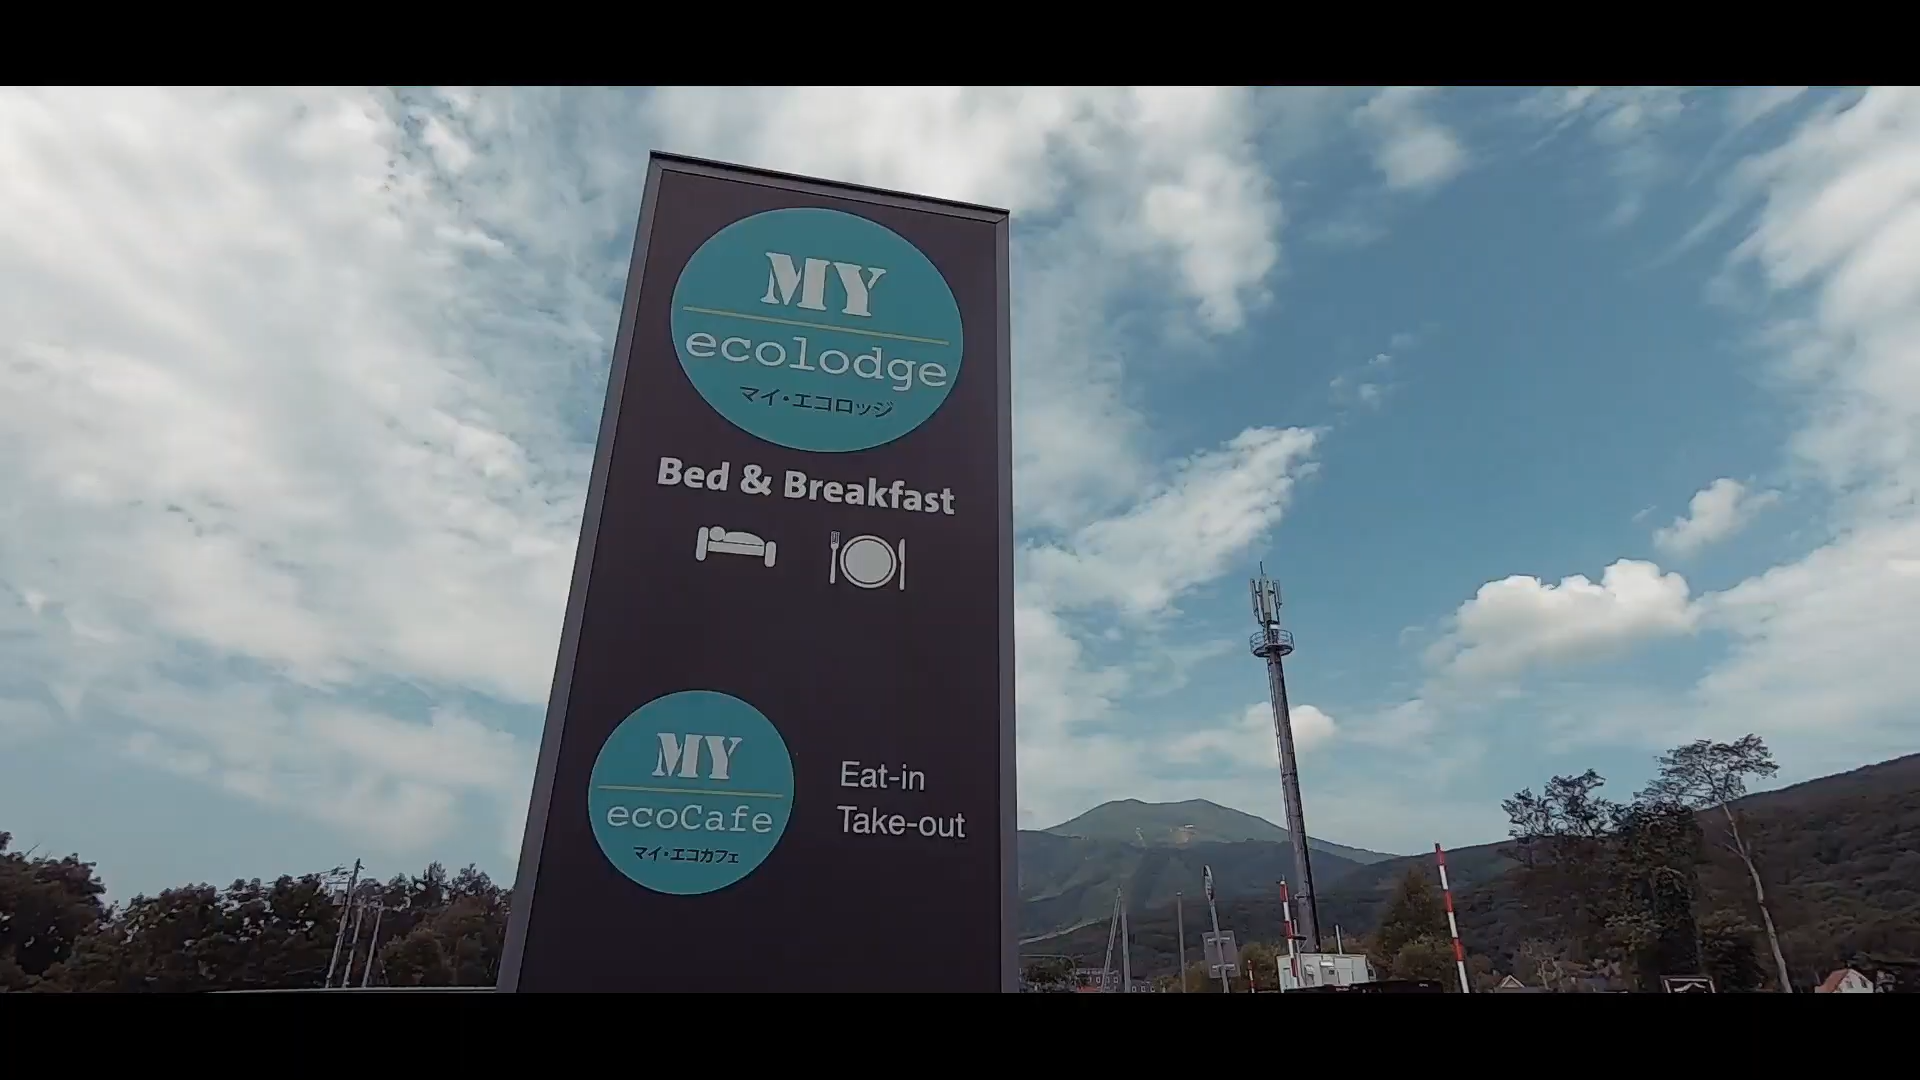 MY
ecolodge
マイ・エコロッジ
Bed & Breakfast
MY
ecoCafe
マイ・エコカフェ
Eat-in
Take-out